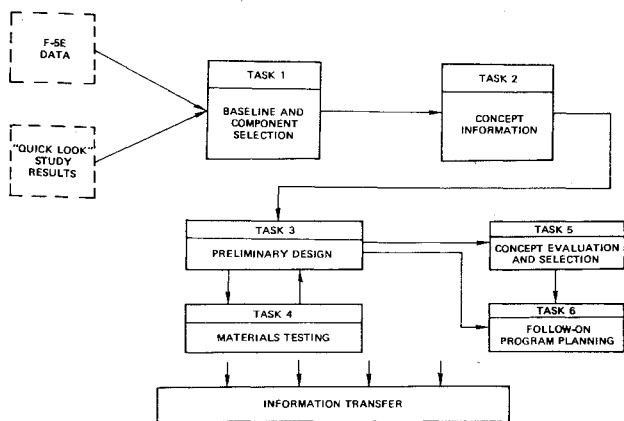 F-5E
DATA
"QUICK LOOK"
STUDY
RESULTS
TASK 1
BASELINE AND
COMPONENT
SELECTION
TASK 2
CONCEPT
INFORMATION
TASK 3
PRELIMINARY DESIGN
TASK 4
MATERIALS TESTING
TASK 5
CONCEPT EVALUATION
AND SELECTION
TASK 6
FOLLOW-ON
PROGRAM PLANNING
INFORMATION TRANSFER